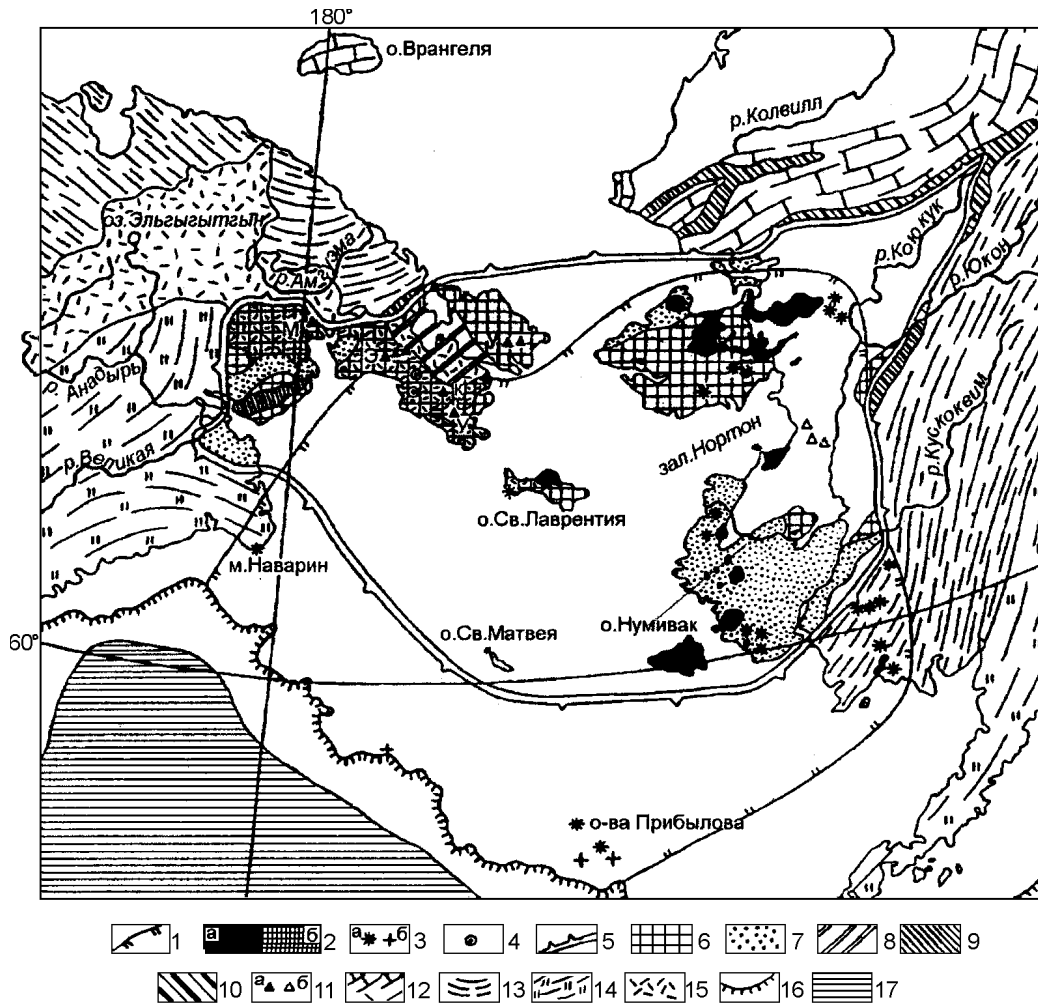 180°
о.Врангеля
р.Колвилл
оз.Эльгыгытгын
р.Амгуэма
р.Коюкук
р.Юкон
М
Э
У
У
р.Анадырь
р.Великая
зал.Нортон
р.Кускоквим
о.Св.Лаврентия
м.Наварин
60°
о.Св.Матвея
о.Нумивак
о-ва Прибылова
1 а б 2 а б 3 4 5 6 7 8 9
10 а б 11 12 13 14 15 16 17